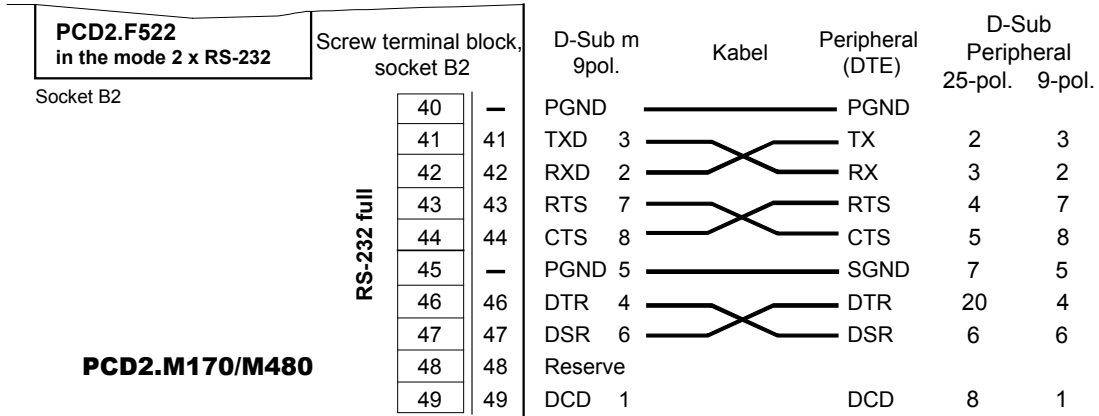 PCD2.F522
in the mode 2 x RS-232
Socket B2
Screw terminal block,
socket B2
D-Sub m
9pol.
Kabel
Peripheral
(DTE)
D-Sub
Peripheral
25-pol. 9-pol.
RS-232 full
40 – PGND PGND
41 41 TXD 3 TX 2 3
42 42 RXD 2 RX 3 2
43 43 RTS 7 RTS 4 7
44 44 CTS 8 CTS 5 8
45 – PGND 5 SGND 7 5
46 46 DTR 4 DTR 20 4
47 47 DSR 6 DSR 6 6
48 48 Reserve
49 49 DCD 1 DCD 8 1
PCD2.M170/M480